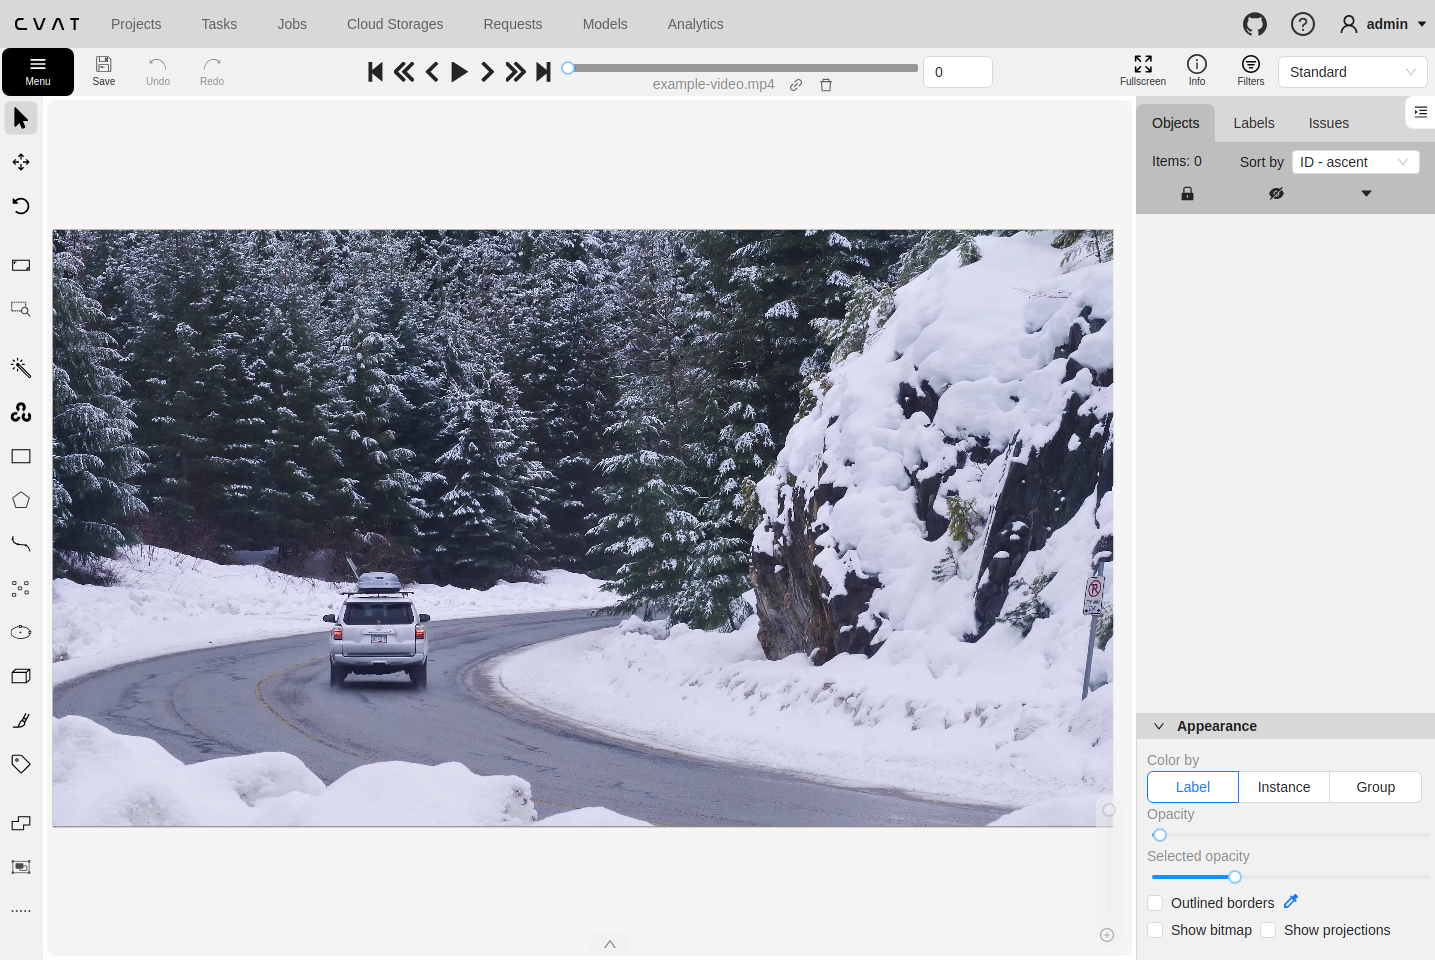 CVAT Projects Tasks Jobs Cloud Storages Requests Models Analytics admin
Menu Save Undo Redo example-video.mp4 0 Fullscreen Info Filters Standard
Objects Labels Issues
Items: 0 Sort by ID - ascent
Appearance
Color by
Label Instance Group
Opacity
Selected opacity
Outlined borders
Show bitmap Show projections